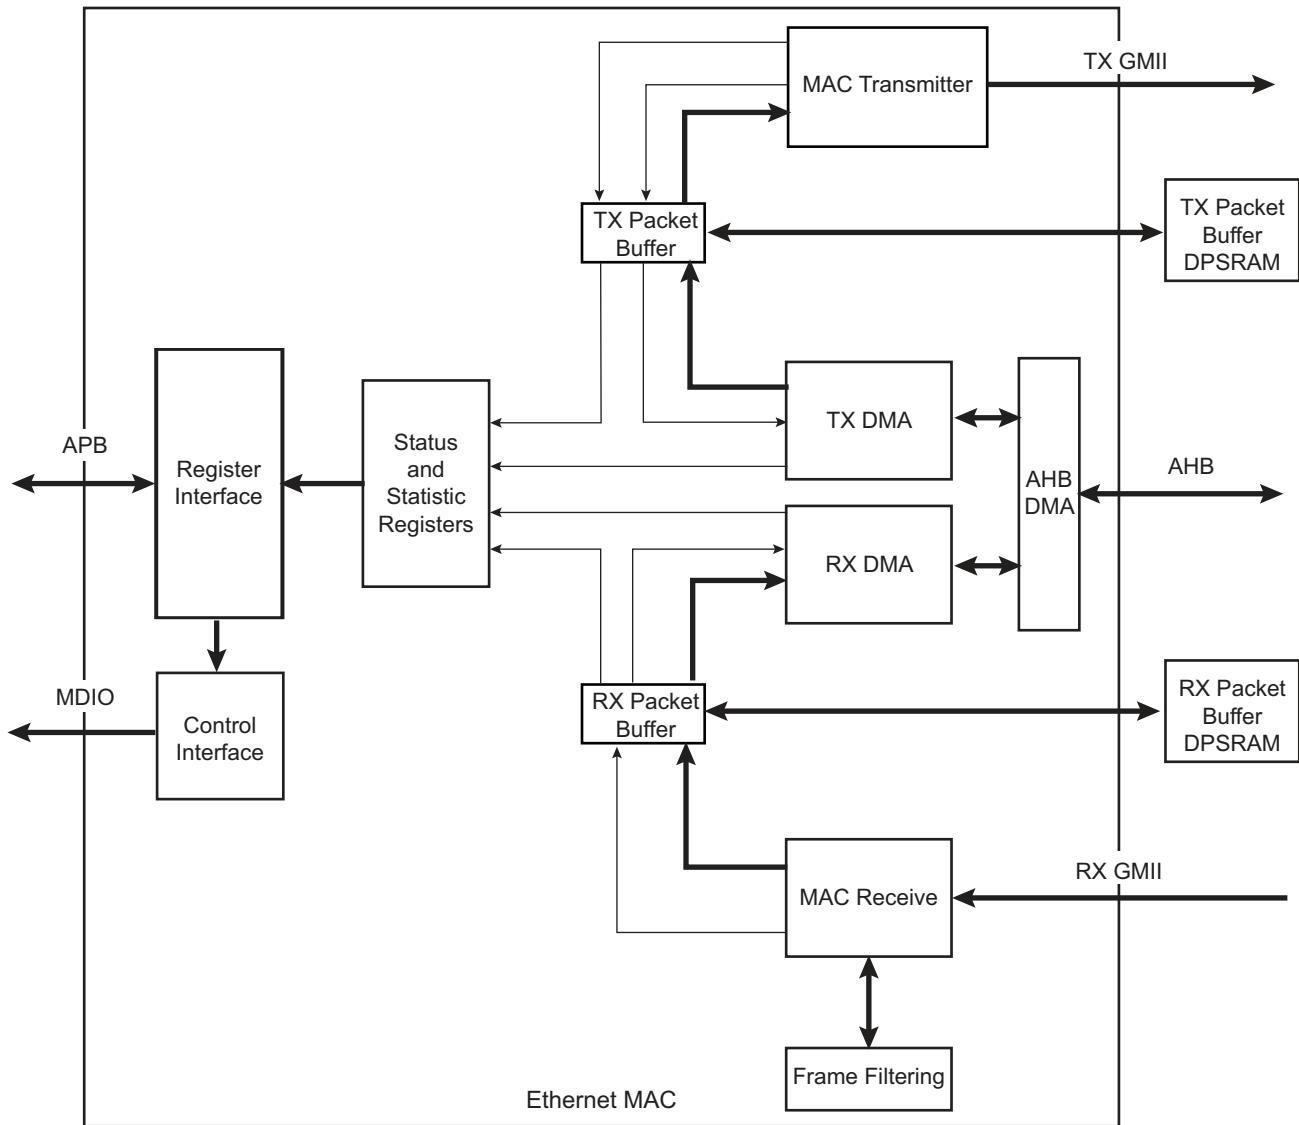 TX GMII
MAC Transmitter
TX Packet
Buffer
TX Packet
Buffer
DPSRAM
APB
Register
Interface
Status
and
Statistic
Registers
TX DMA
RX DMA
AHB
DMA
AHB
MDIO
Control
Interface
RX Packet
Buffer
RX Packet
Buffer
DPSRAM
MAC Receive
RX GMII
Frame Filtering
Ethernet MAC